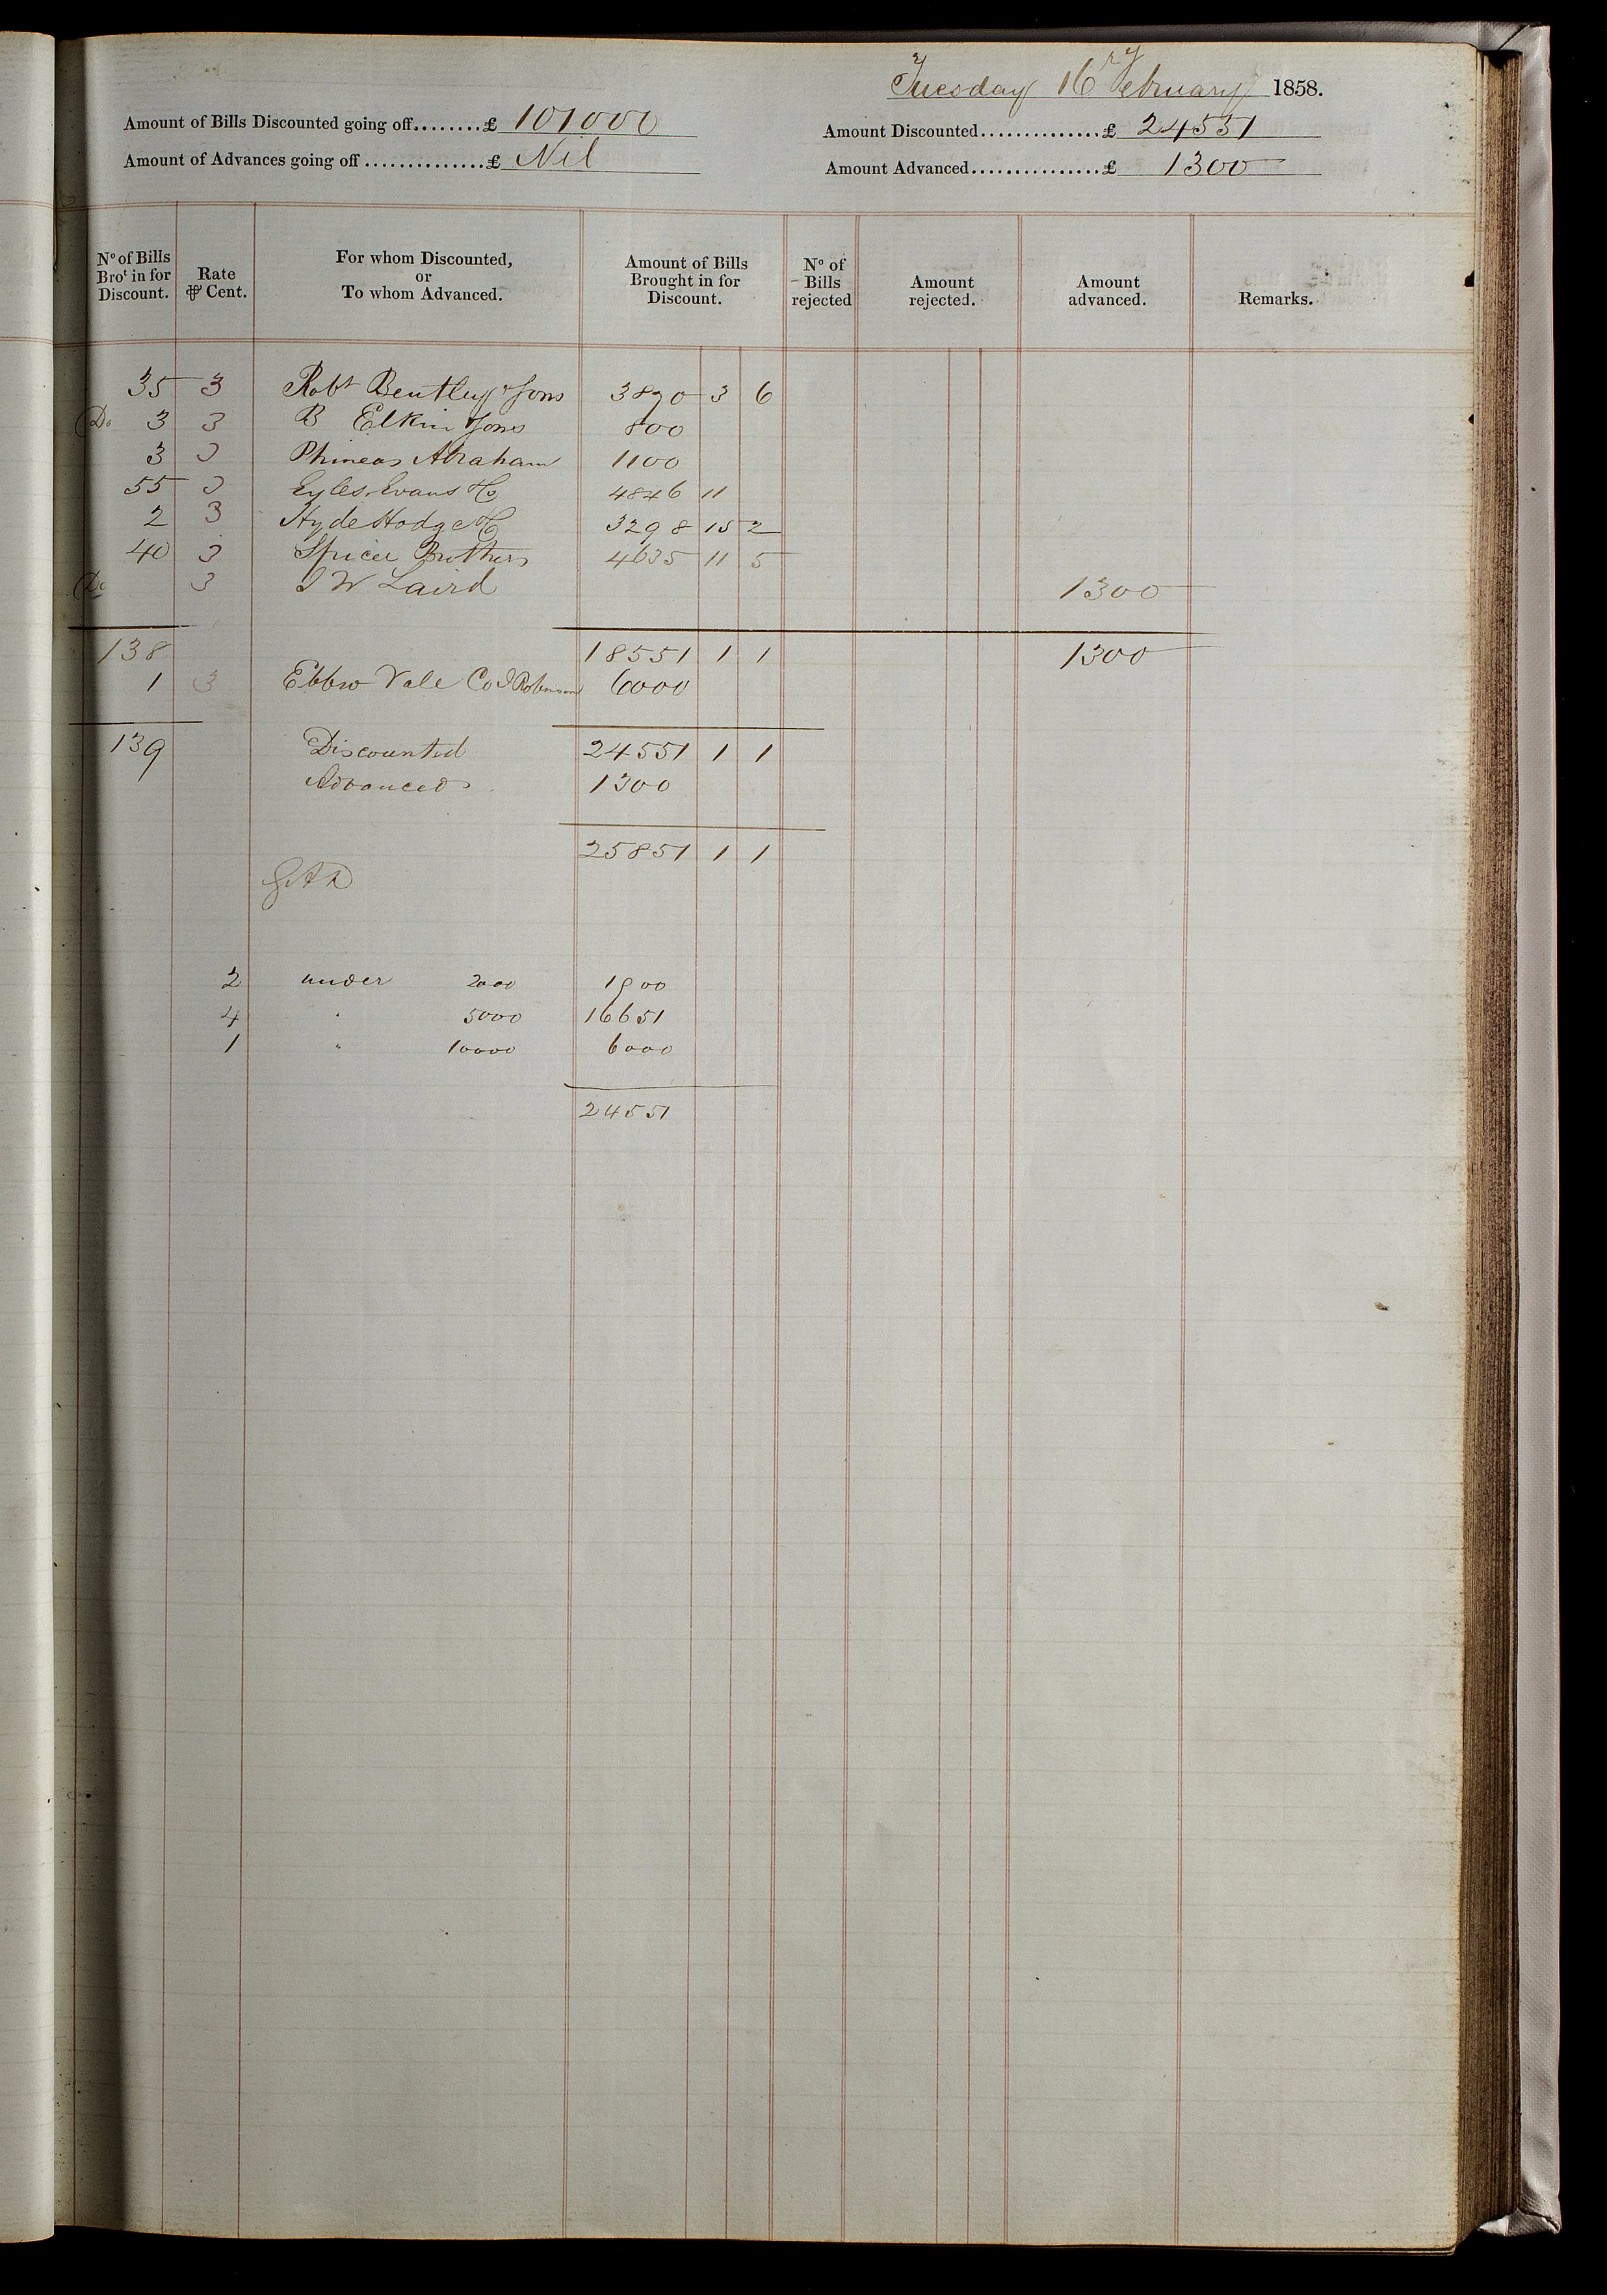 Tuesday 16 Febru​ary 1858.
Amount of Bills Discounted going off........£ 101000
Amount Discounted..............£ 24551
Amount of Advances going off...............£ Nil
Amount Advanced................£ 1300
No of Bills Brot in for Discount.
Rate ⅌ Cent.
For whom Discounted, or To whom Advanced.
Amount of Bills Brought in for Discount.
No of Bills rejected
Amount rejected.
Amount advanced.
Remarks.
35 3 Robt Bentley & Sons 3870 3 6
Do 3 3 B Elkin & Sons 800
3 3 Phineas Abraham 1100
55 3 Eyles Evans & Co 4846 11
2 3 Hyde Hodge & Co 3298 15 2
40 3 Spicer Brothers 4635 11 5
Do 3 J W Laird 1300
138 18551 1 1 1300
1 3 Ebbw Vale Co J Robinson 6000
139 Discounted 24551 1 1
Advanced 1300
25851 1 1
2 under 2000 1900
4 " 5000 16651
1 " 10000 6000
24551